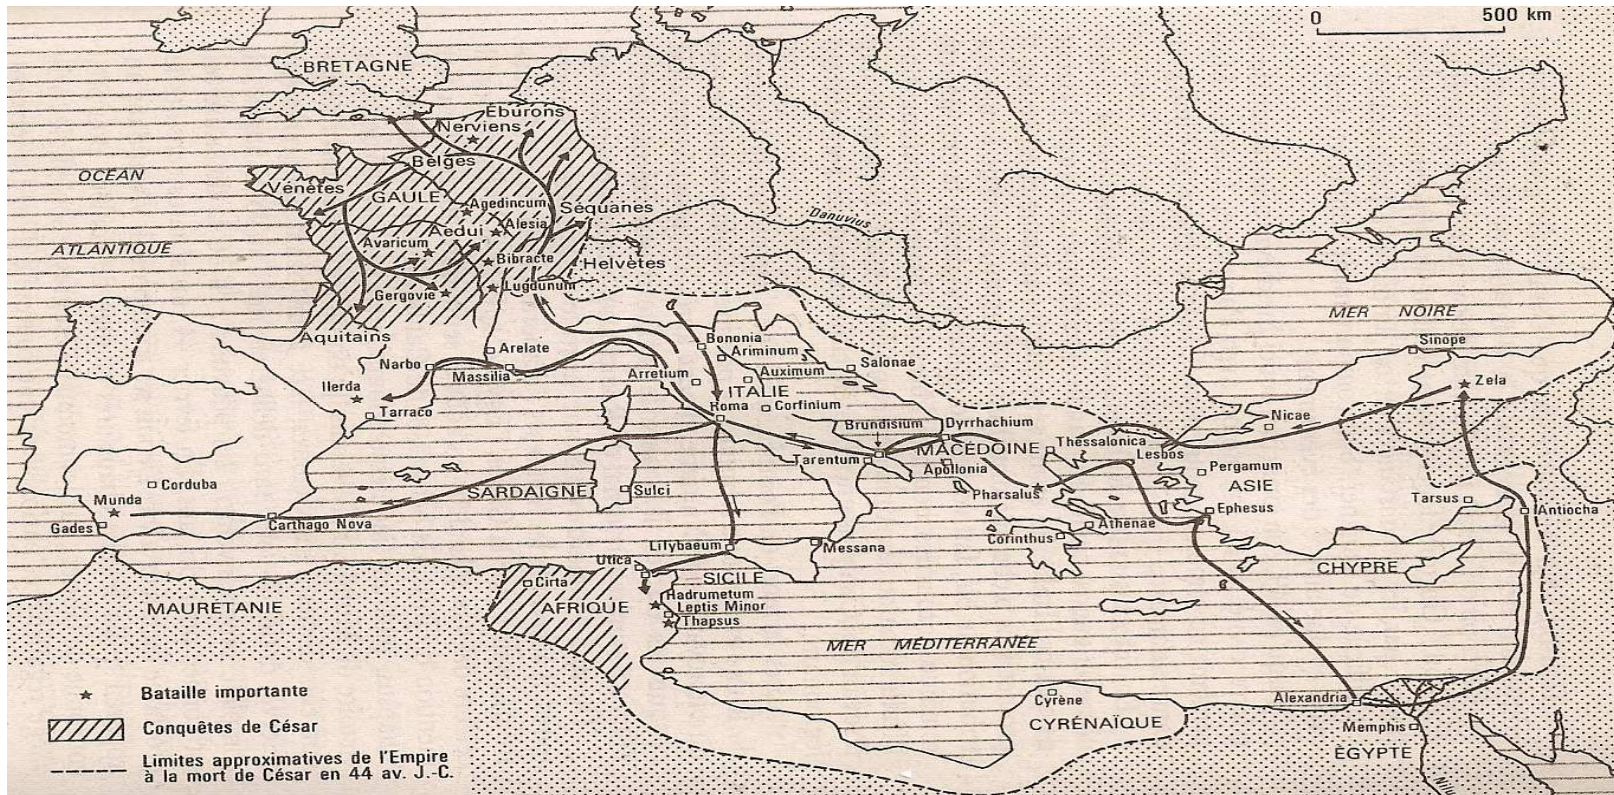 0 500 km
BRETAGNE
Éburons
Nerviens
Belges
OCÉAN
ATLANTIQUE
Vénètes
GAULE
Agedincum
Séquanes
Aedui
Alesia
Avaricum
Bibracte
Helvètes
Gergovie
Lugdunum
Aquitains
Danuvius
MER NOIRE
Sinope
Zela
Nicae
Narbo
Arelate
Massilia
Ilerda
Tarraco
Bononia
Ariminum
Arretium
Auximum
ITALIE
Salonae
Roma
Corfinium
Brundisium
Dyrrhachium
Tarentum
MACÉDOINE
Apollonia
Thessalonica
Lesbos
Pergamum
ASIE
Pharsalus
Ephesus
Athenae
Corinthus
Tarsus
Antiocha
CHYPRE
Corduba
Munda
Gades
Carthago Nova
SARDAIGNE
Sulci
Lilybaeum
Messana
Utica
SICILE
Cirta
AFRIQUE
Hadrumetum
Leptis Minor
Thapsus
MAURETANIE
MER MÉDITERRANÉE
Cyrène
CYRÉNAÏQUE
Alexandria
Memphis
ÉGYPTE
Bataille importante
Conquêtes de César
Limites approximatives de l'Empire
à la mort de César en 44 av. J.-C.